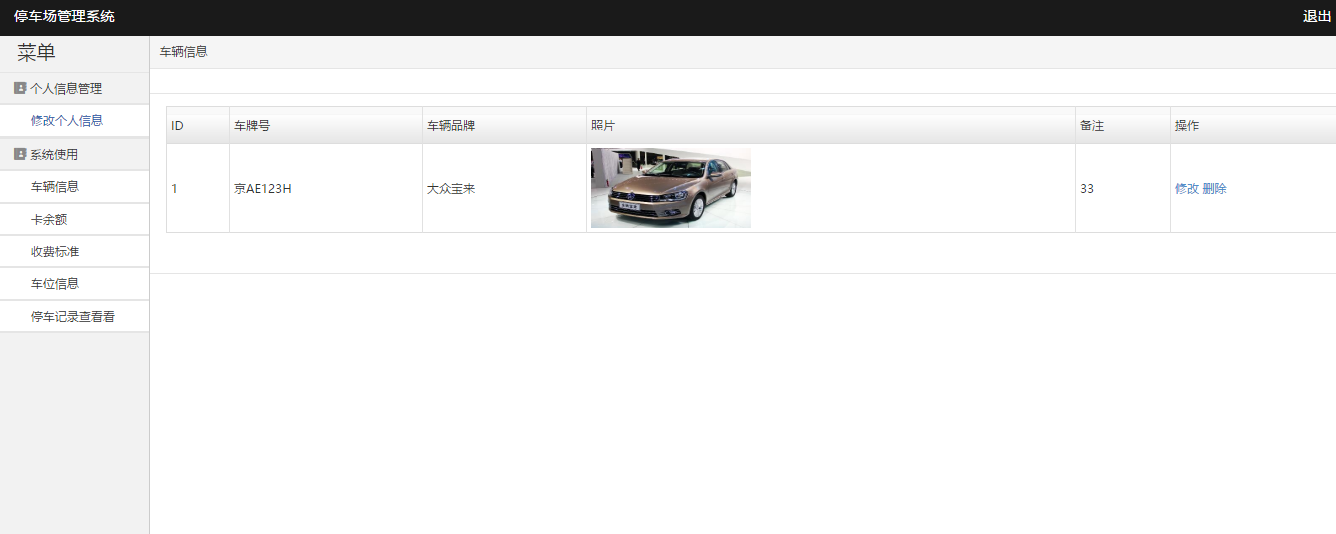 停车场管理系统 退出
菜单
个人信息管理
修改个人信息
系统使用
车辆信息
卡余额
收费标准
车位信息
停车记录查看看
车辆信息
ID 车牌号 车辆品牌 照片 备注 操作
1 京AE123H 大众宝来 33 修改 删除